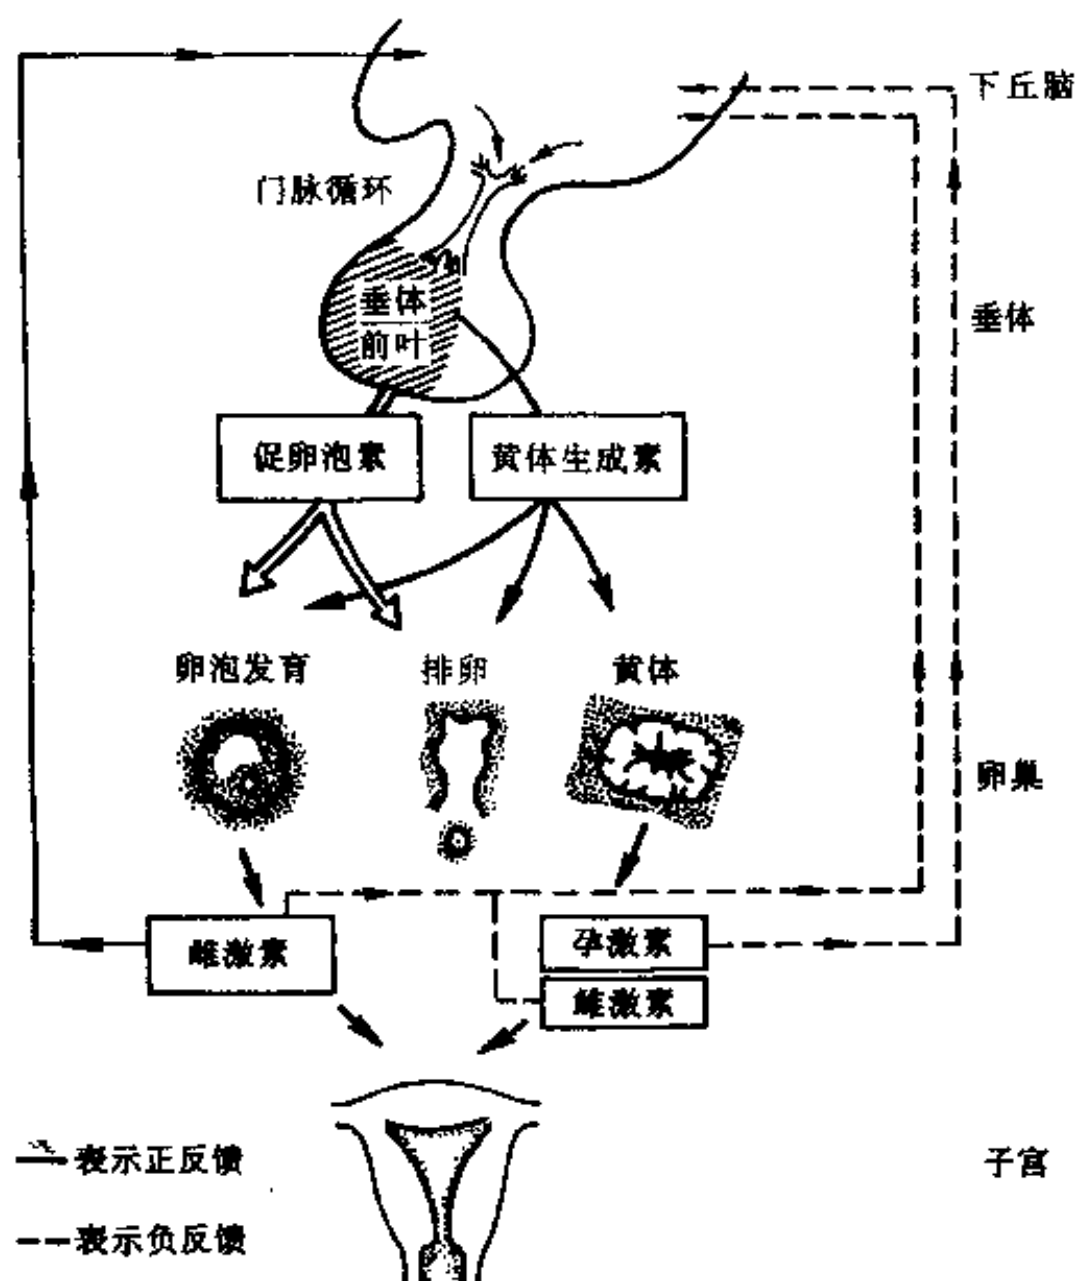 下丘脑
门脉循环
垂体
前叶
垂体
促卵泡素
黄体生成素
卵泡发育
排卵
黄体
卵巢
雌激素
孕激素
雌激素
表示正反馈
子宫
表示负反馈